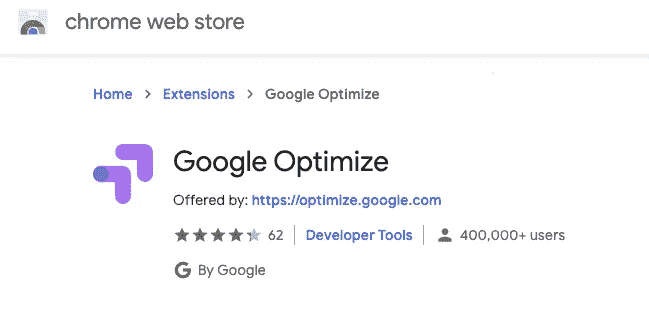 chrome web store
Home > Extensions > Google Optimize
Google Optimize
Offered by: https://optimize.google.com
62 Developer Tools 400,000+ users
By Google